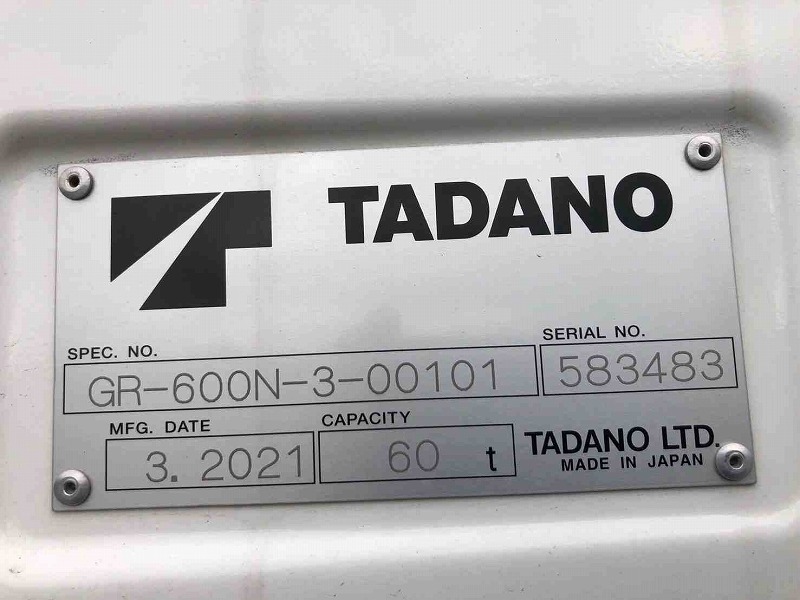 TADANO
SPEC. NO.
SERIAL NO.
GR-600N-3-00101
583483
MFG. DATE
CAPACITY
3. 2021
60 t
TADANO LTD.
MADE IN JAPAN